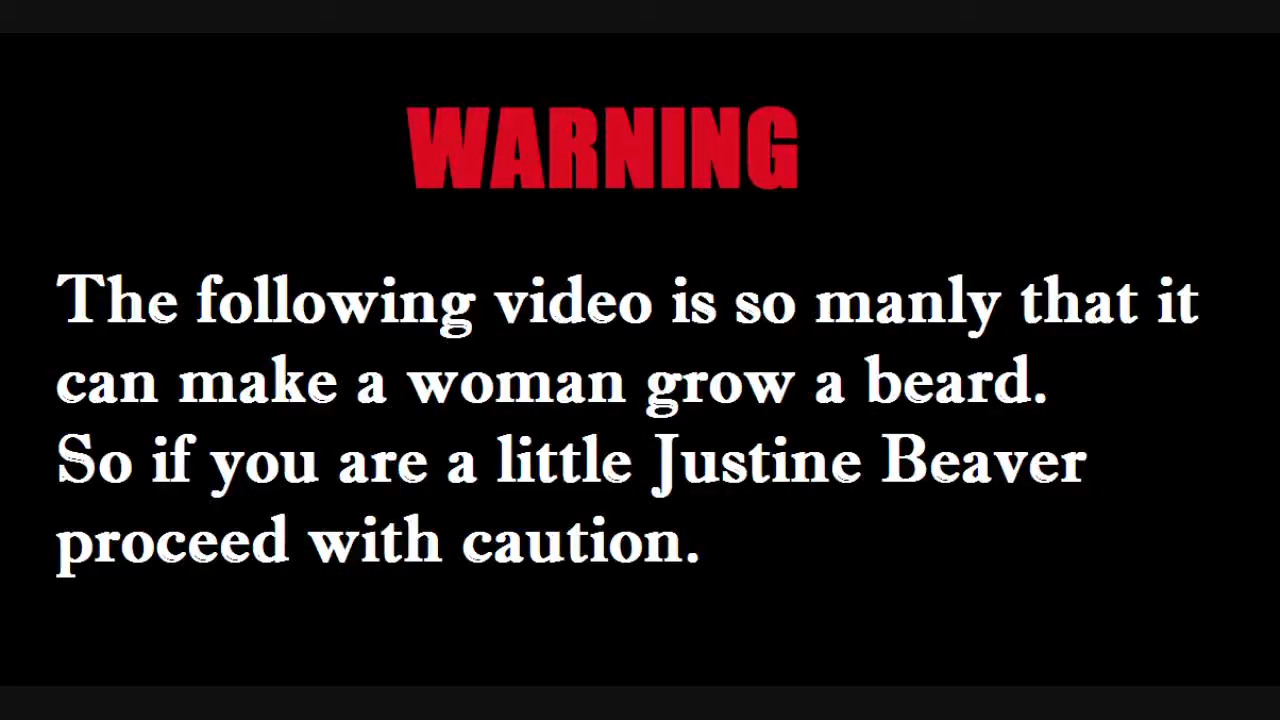 WARNING
The following video is so manly that it
can make a woman grow a beard.
So if you are a little Justine Beaver
proceed with caution.